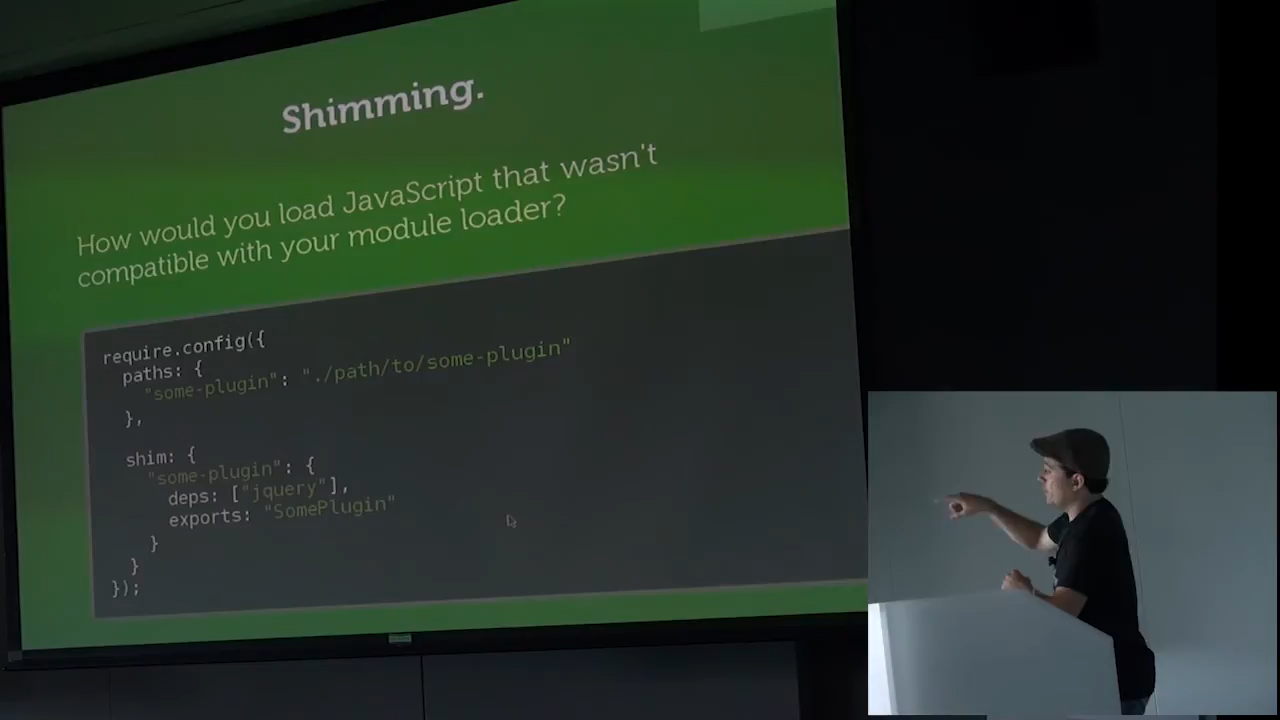 Shimming.
How would you load JavaScript that wasn't
compatible with your module loader?
require.config({
paths: {
"some-plugin": "./path/to/some-plugin"
},
shim: {
"some-plugin": {
deps: ["jquery"],
exports: "SomePlugin"
}
}
});